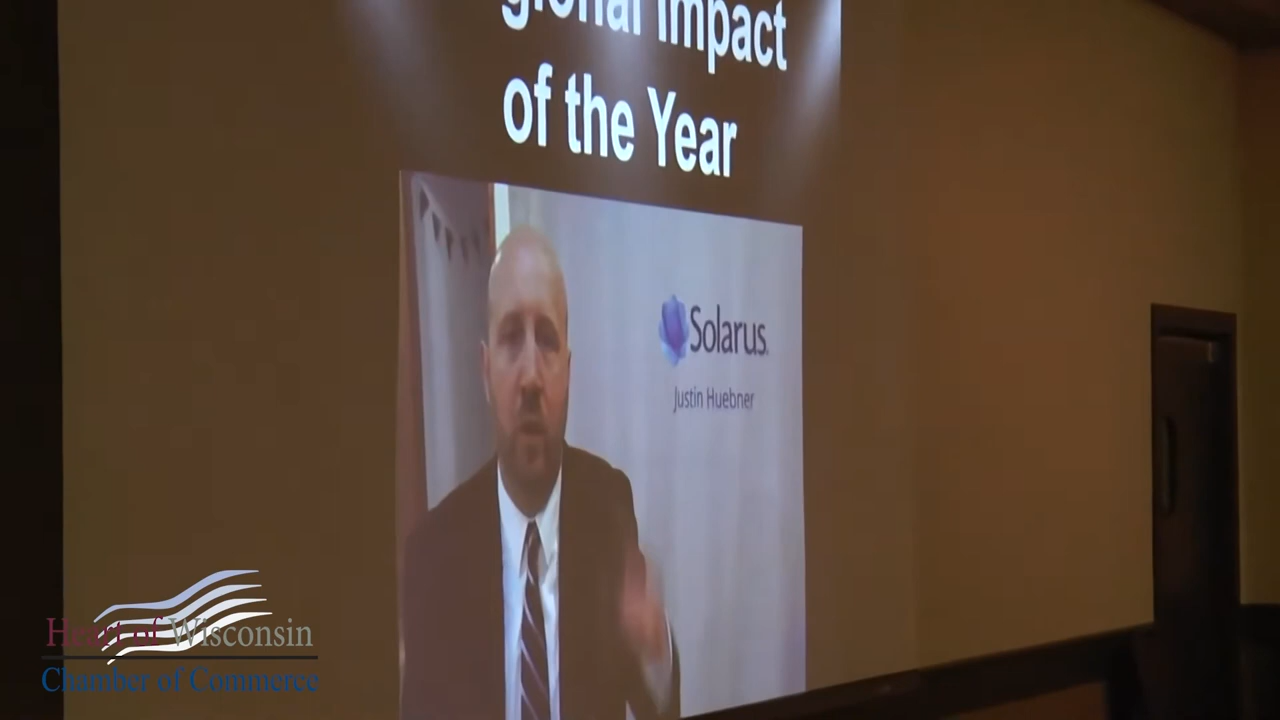 gional Impact
of the Year
Solarus
Justin Huebner
Heart of Wisconsin
Chamber of Commerce